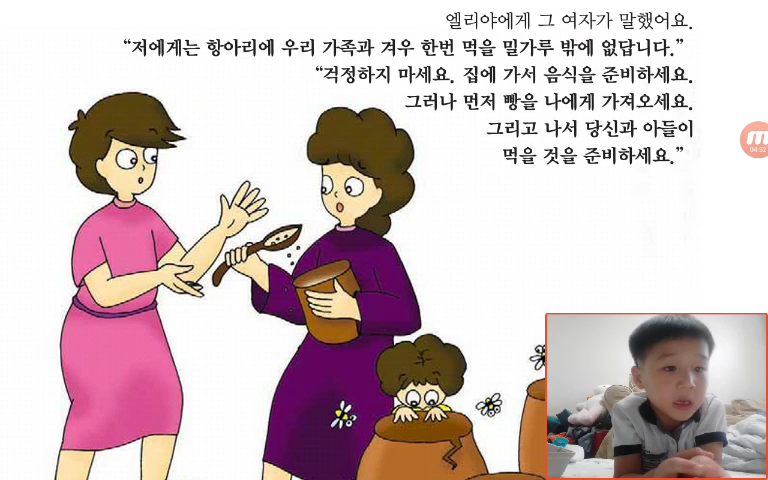 엘리야에게 그 여자가 말했어요.
“저에게는 항아리에 우리 가족과 겨우 한번 먹을 밀가루 밖에 없답니다.”
“걱정하지 마세요. 집에 가서 음식을 준비하세요.
그러나 먼저 빵을 나에게 가져오세요.
그리고 나서 당신과 아들이
먹을 것을 준비하세요.”
04:52